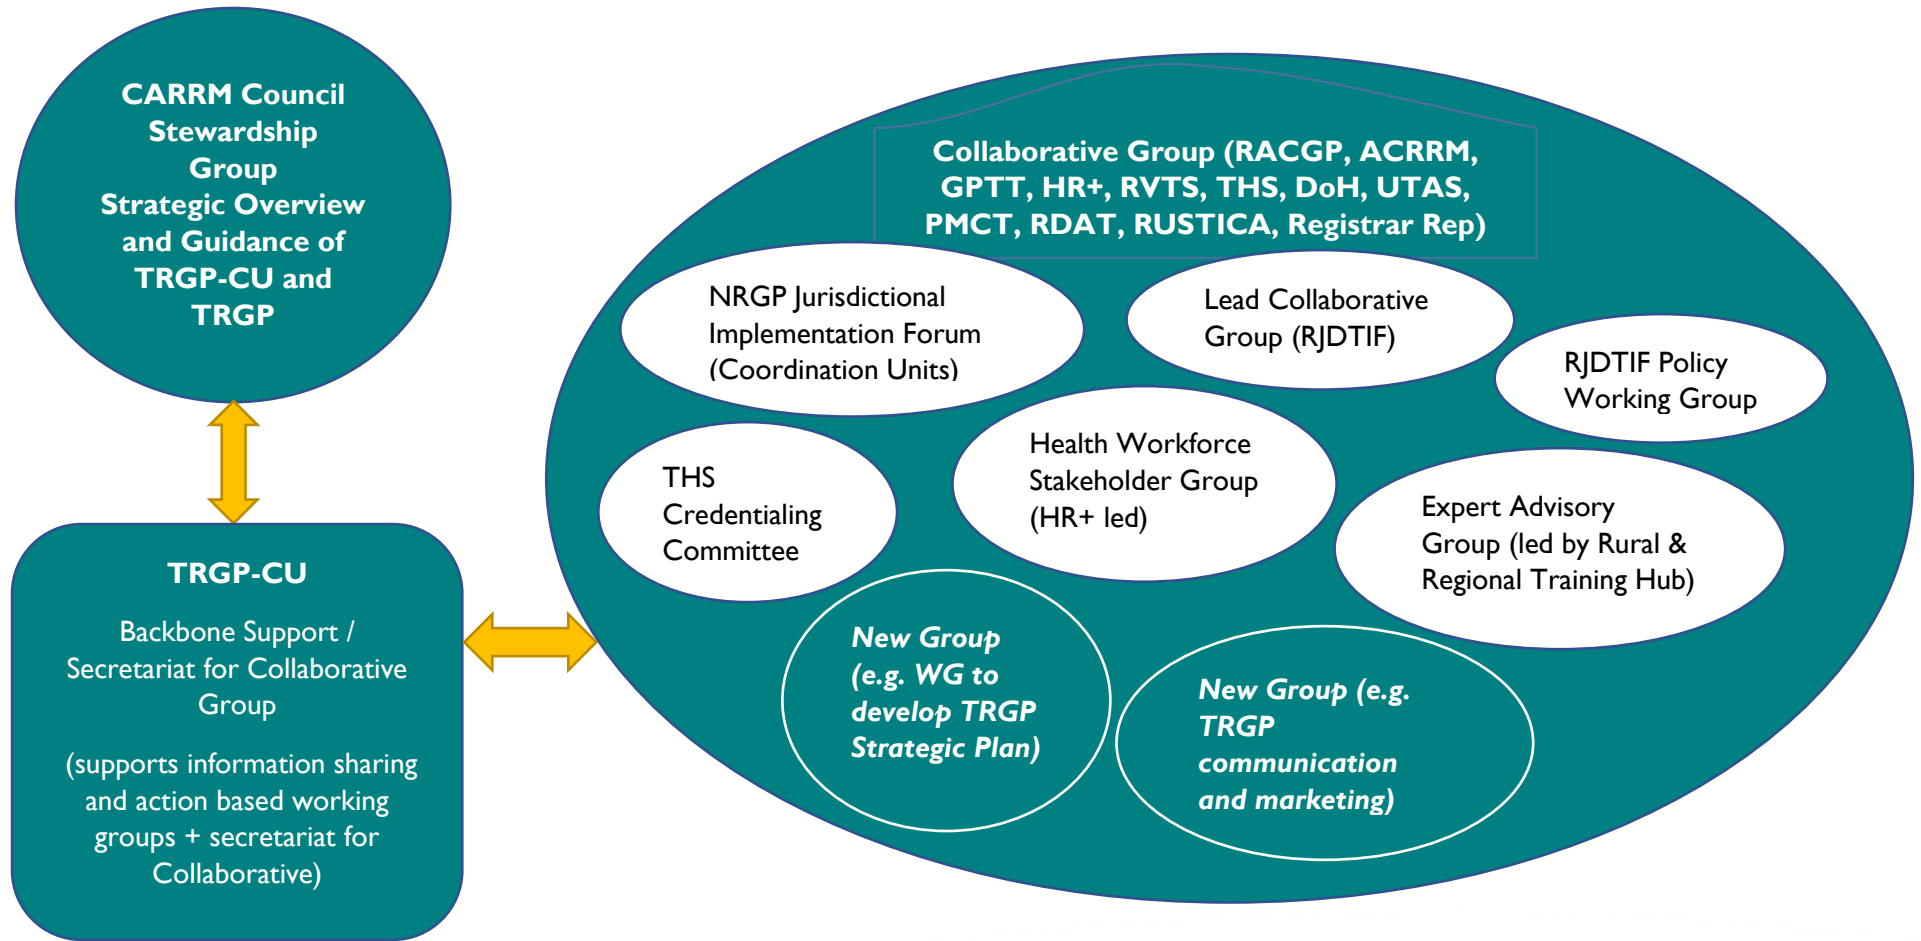 CARRM Council
Stewardship
Group
Strategic Overview
and Guidance of
TRGP-CU and
TRGP
TRGP-CU
Backbone Support /
Secretariat for Collaborative
Group
(supports information sharing
and action based working
groups + secretariat for
Collaborative)
Collaborative Group (RACGP, ACRRM,
GPTT, HR+, RVTS, THS, DoH, UTAS,
PMCT, RDAT, RUSTICA, Registrar Rep)
NRGP Jurisdictional
Implementation Forum
(Coordination Units)
Lead Collaborative
Group (RJDTIF)
RJDTIF Policy
Working Group
THS
Credentialing
Committee
Health Workforce
Stakeholder Group
(HR+ led)
Expert Advisory
Group (led by Rural &
Regional Training Hub)
New Group
(e.g. WG to
develop TRGP
Strategic Plan)
New Group (e.g.
TRGP
communication
and marketing)